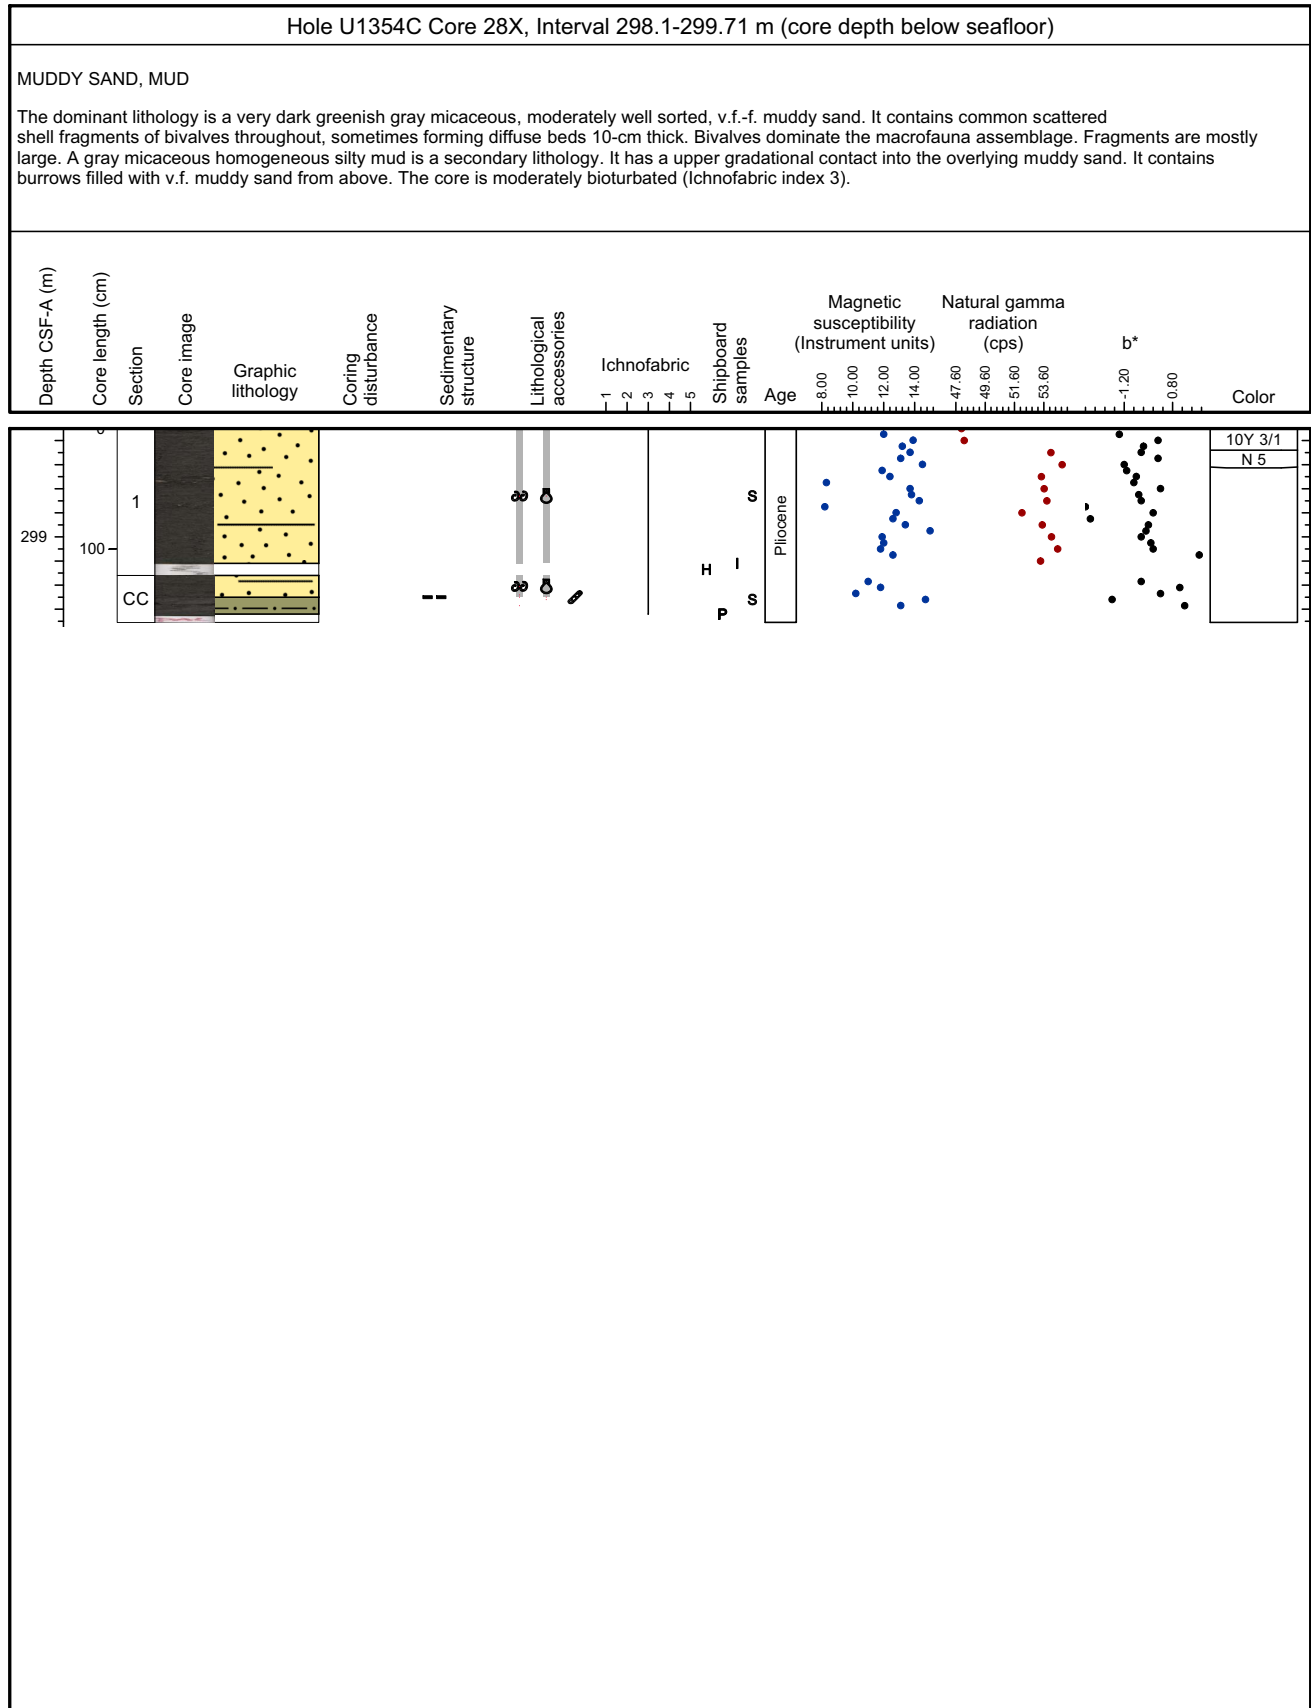 Hole U1354C Core 28X, Interval 298.1-299.71 m (core depth below seafloor)
MUDDY SAND, MUD
The dominant lithology is a very dark greenish gray micaceous, moderately well sorted, v.f.-f. muddy sand. It contains common scattered
shell fragments of bivalves throughout, sometimes forming diffuse beds 10-cm thick. Bivalves dominate the macrofauna assemblage. Fragments are mostly
large. A gray micaceous homogeneous silty mud is a secondary lithology. It has a upper gradational contact into the overlying muddy sand. It contains
burrows filled with v.f. muddy sand from above. The core is moderately bioturbated (Ichnofabric index 3).
Depth CSF-A (m)
Core length (cm)
Section
Core image
Graphic
lithology
Coring
disturbance
Sedimentary
structure
Lithological
accessories
Ichnofabric
1 2 3 4 5
Shipboard
samples
Age
Magnetic
susceptibility
(Instrument units)
8.00 10.00 12.00 14.00
Natural gamma
radiation
(cps)
47.60 49.60 51.60 53.60
b*
-1.20 0.80
Color
0
10Y 3/1
N 5
1
S
Pliocene
299
100
I
H
CC
S
P